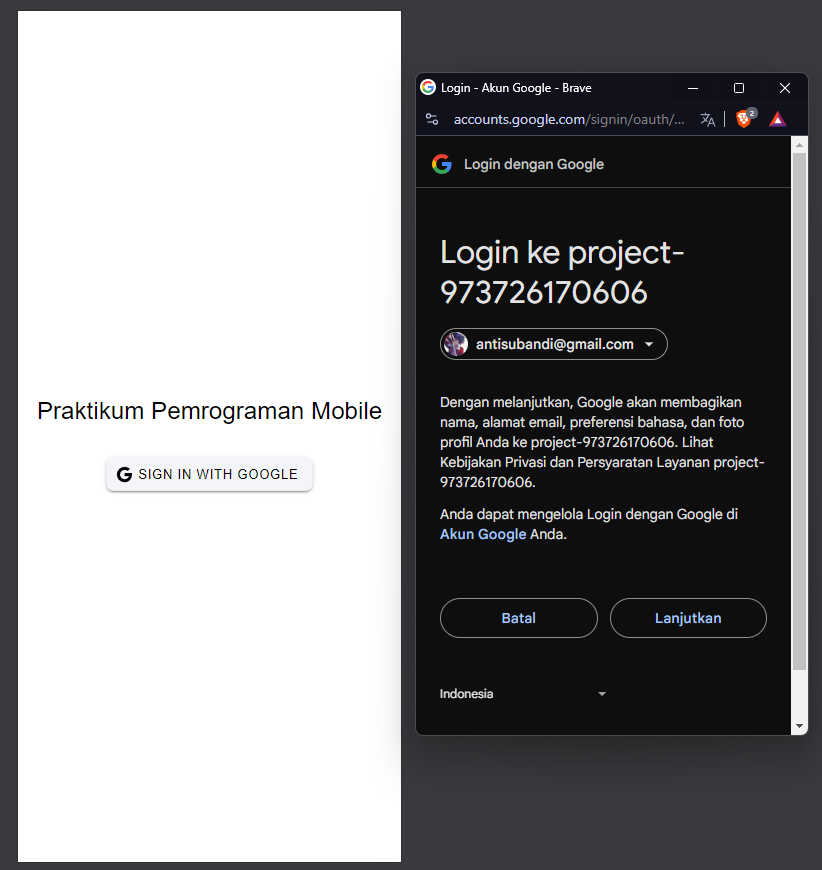 Praktikum Pemrograman Mobile
SIGN IN WITH GOOGLE
Login - Akun Google - Brave
accounts.google.com/signin/oauth/...
2
Login dengan Google
Login ke project-
973726170606
antisubandi@gmail.com
Dengan melanjutkan, Google akan membagikan
nama, alamat email, preferensi bahasa, dan foto
profil Anda ke project-973726170606. Lihat
Kebijakan Privasi dan Persyaratan Layanan project-
973726170606.
Anda dapat mengelola Login dengan Google di
Akun Google Anda.
Batal
Lanjutkan
Indonesia